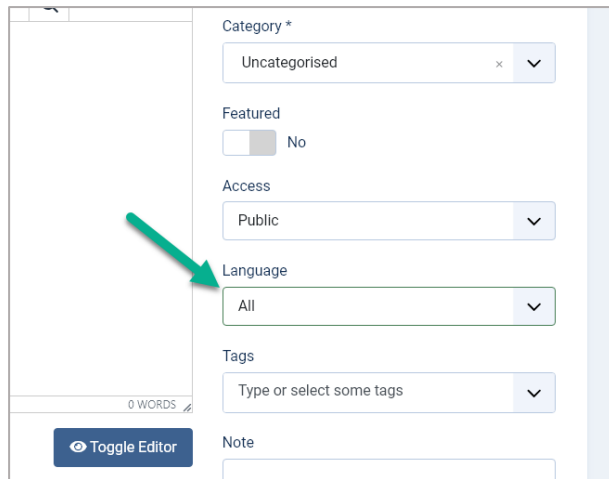 Category *
Uncategorised ×
Featured
No
Access
Public
Language
All
Tags
Type or select some tags
0 WORDS
Toggle Editor
Note